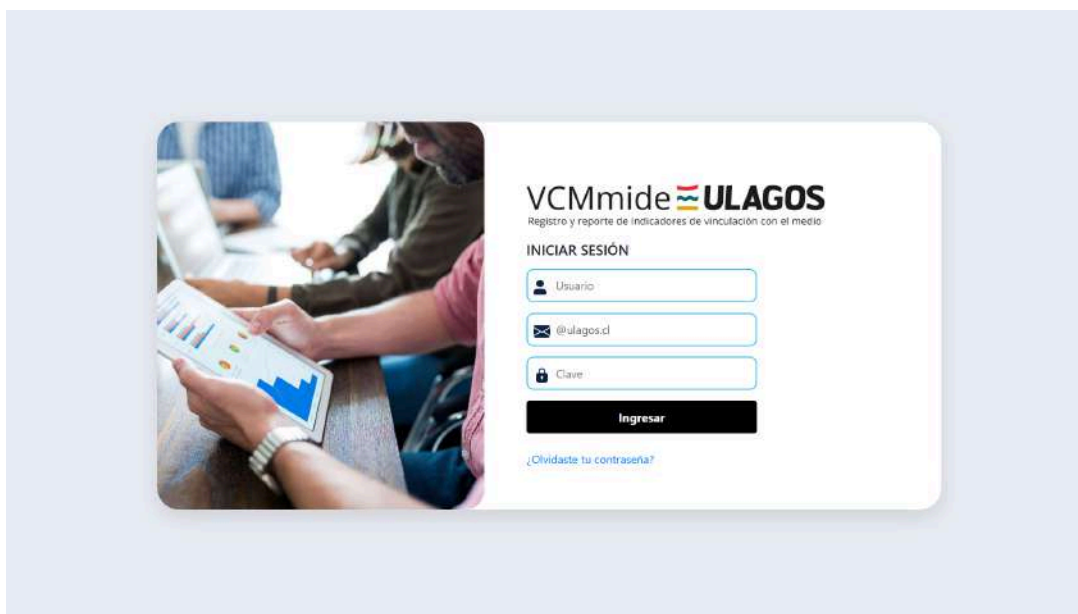 VCMmide ULAGOS
Registro y reporte de indicadores de vinculación con el medio
INICIAR SESIÓN
Usuario
@ulagos.cl
Clave
Ingresar
¿Olvidaste tu contraseña?